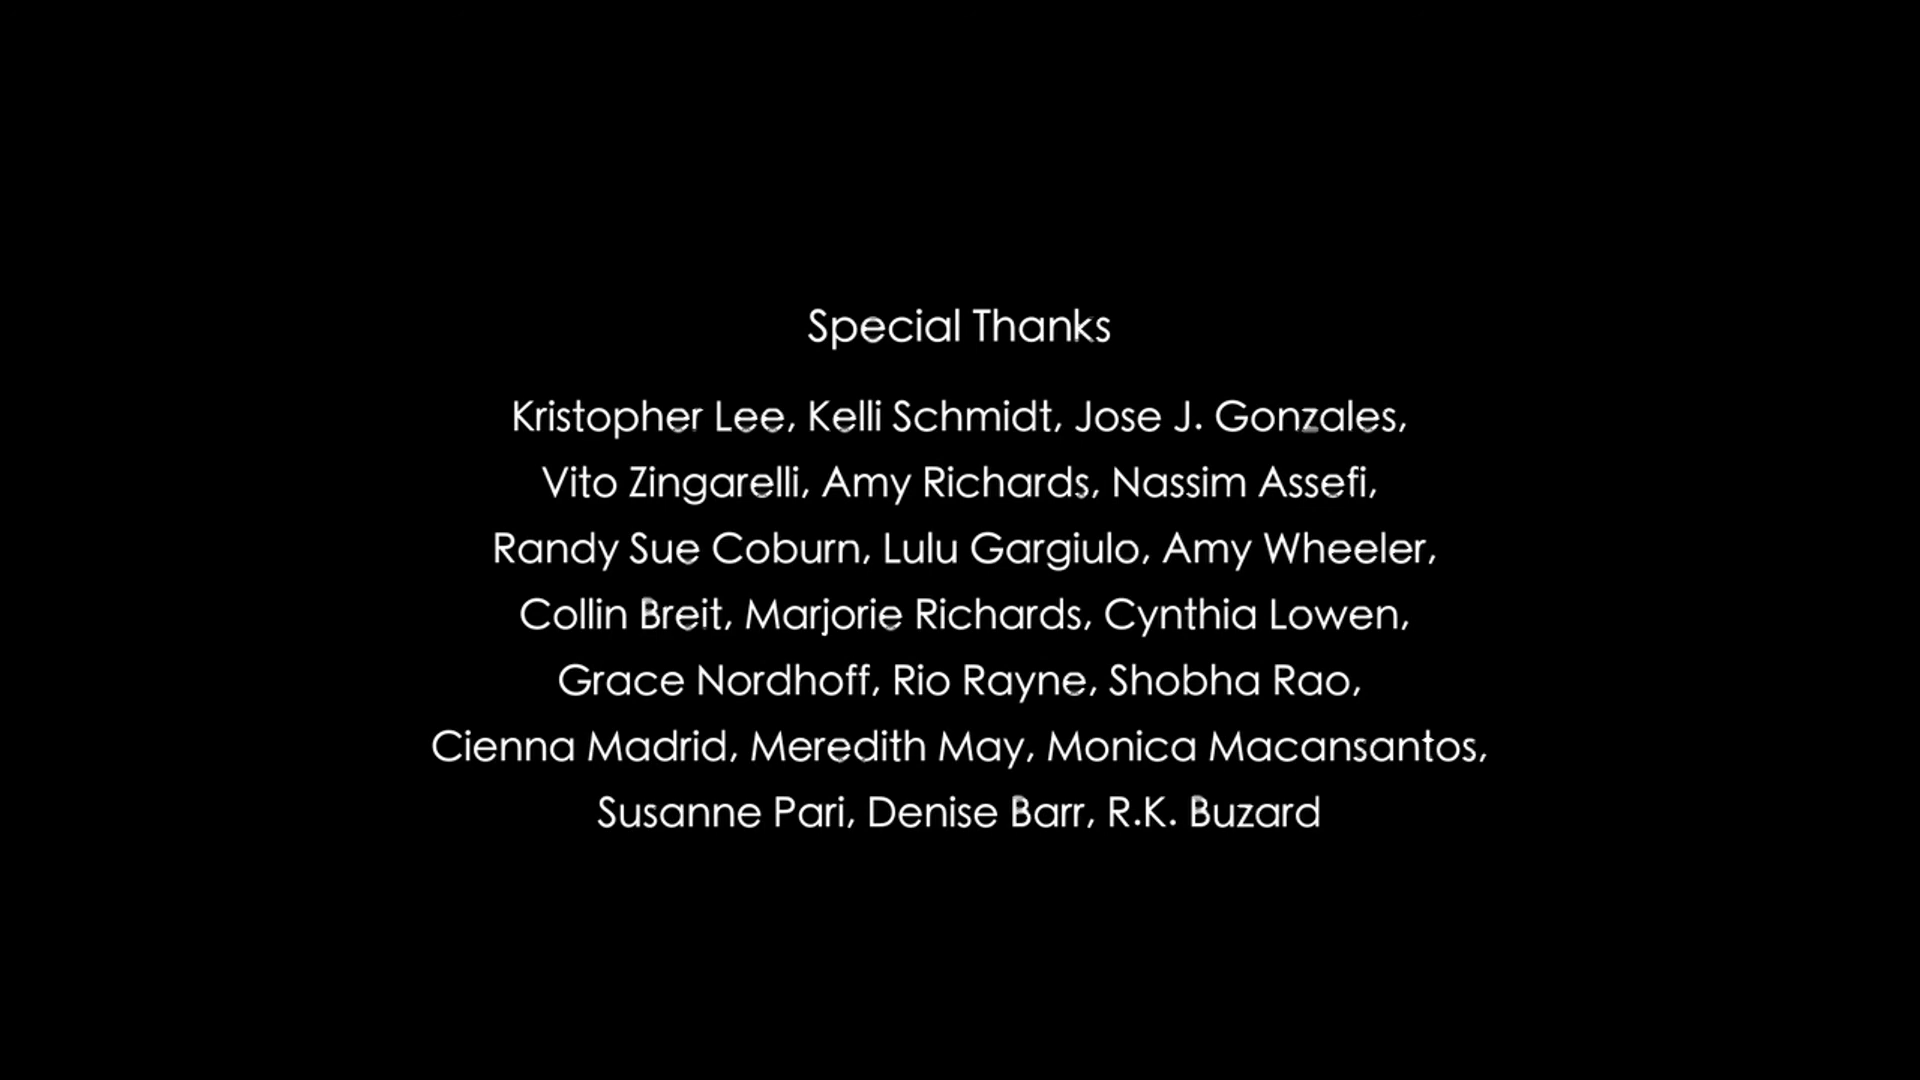 Special Thanks
Kristopher Lee, Kelli Schmidt, Jose J. Gonzales,
Vito Zingarelli, Amy Richards, Nassim Assefi,
Randy Sue Coburn, Lulu Gargiulo, Amy Wheeler,
Collin Breit, Marjorie Richards, Cynthia Lowen,
Grace Nordhoff, Rio Rayne, Shobha Rao,
Cienna Madrid, Meredith May, Monica Macansantos,
Susanne Pari, Denise Barr, R.K. Buzard